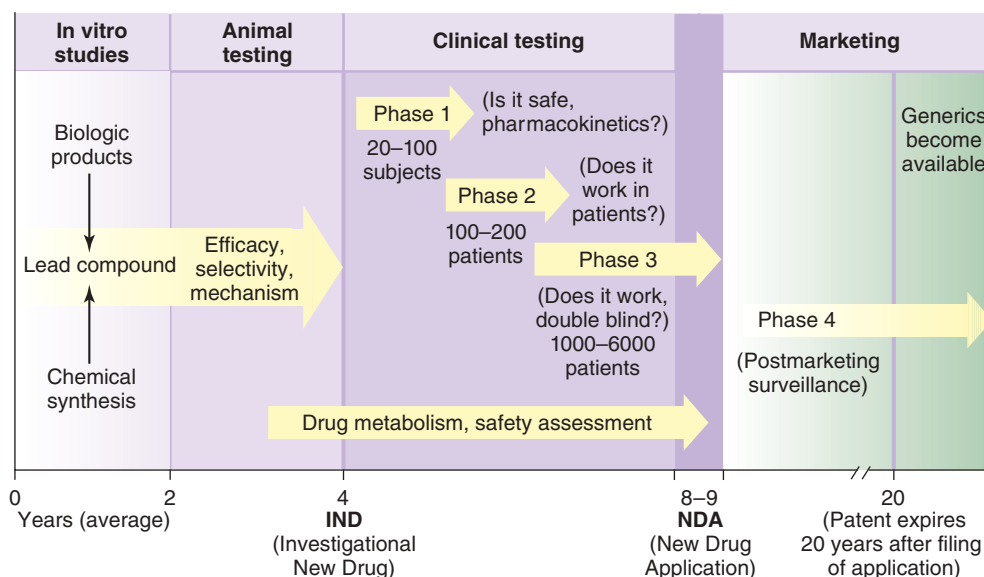 In vitro
studies
Animal
testing
Clinical testing
Marketing
Biologic
products
Lead compound
Chemical
synthesis
Efficacy,
selectivity,
mechanism
Phase 1
(Is it safe,
pharmacokinetics?)
20–100
subjects
Phase 2
(Does it
work in
patients?)
100–200
patients
Phase 3
(Does it work,
double blind?)
1000–6000
patients
Drug metabolism, safety assessment
Phase 4
(Postmarketing
surveillance)
Generics
become
available
0
2
4
8–9
20
Years (average)
IND
(Investigational
New Drug)
NDA
(New Drug
Application)
(Patent expires
20 years after filing
of application)